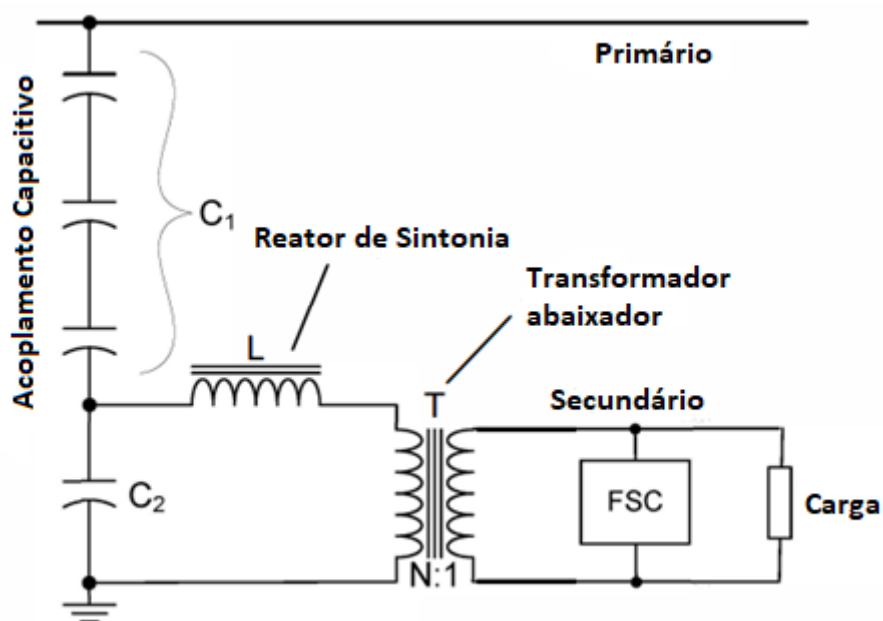 Primário
Acoplamento Capacitivo
C1
Reator de Sintonia
Transformador
abaixador
L
T
Secundário
C2
FSC
Carga
N:1